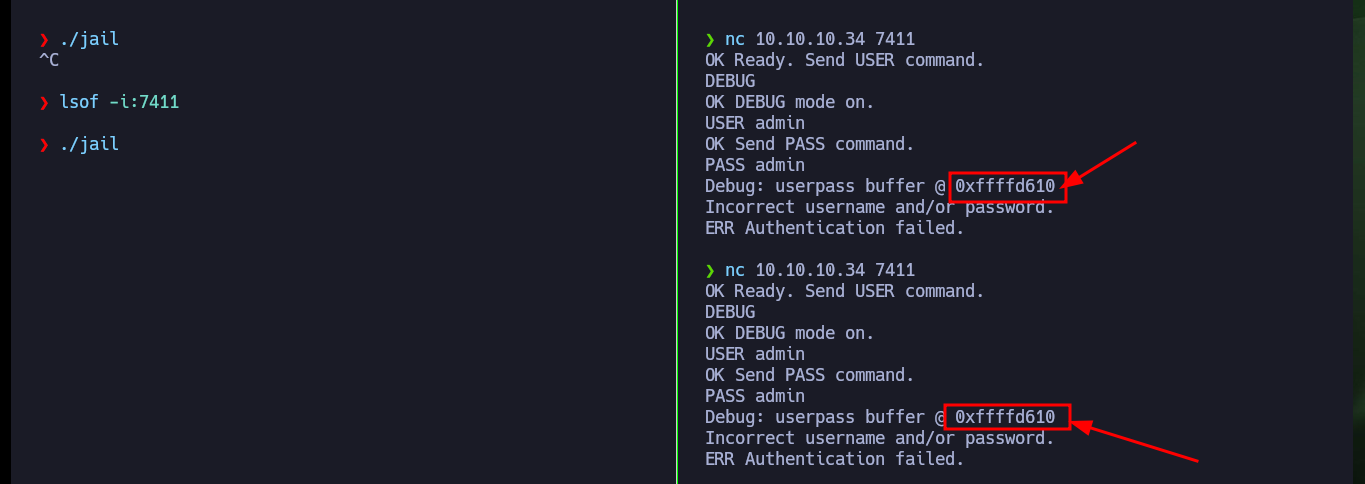 ❯ ./jail
^C
❯ lsof -i:7411
❯ ./jail
❯ nc 10.10.10.34 7411
OK Ready. Send USER command.
DEBUG
OK DEBUG mode on.
USER admin
OK Send PASS command.
PASS admin
Debug: userpass buffer @ 0xffffd610
Incorrect username and/or password.
ERR Authentication failed.
❯ nc 10.10.10.34 7411
OK Ready. Send USER command.
DEBUG
OK DEBUG mode on.
USER admin
OK Send PASS command.
PASS admin
Debug: userpass buffer @ 0xffffd610
Incorrect username and/or password.
ERR Authentication failed.